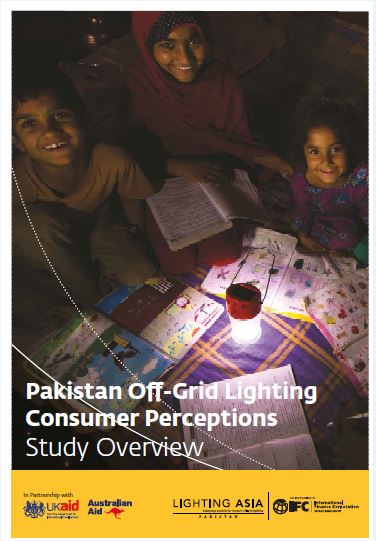 Pakistan Off-Grid Lighting
Consumer Perceptions
Study Overview
In Partnership with
UKaid
Australian
Aid
LIGHTING ASIA
PAKISTAN
IFC
International
Finance Corporation